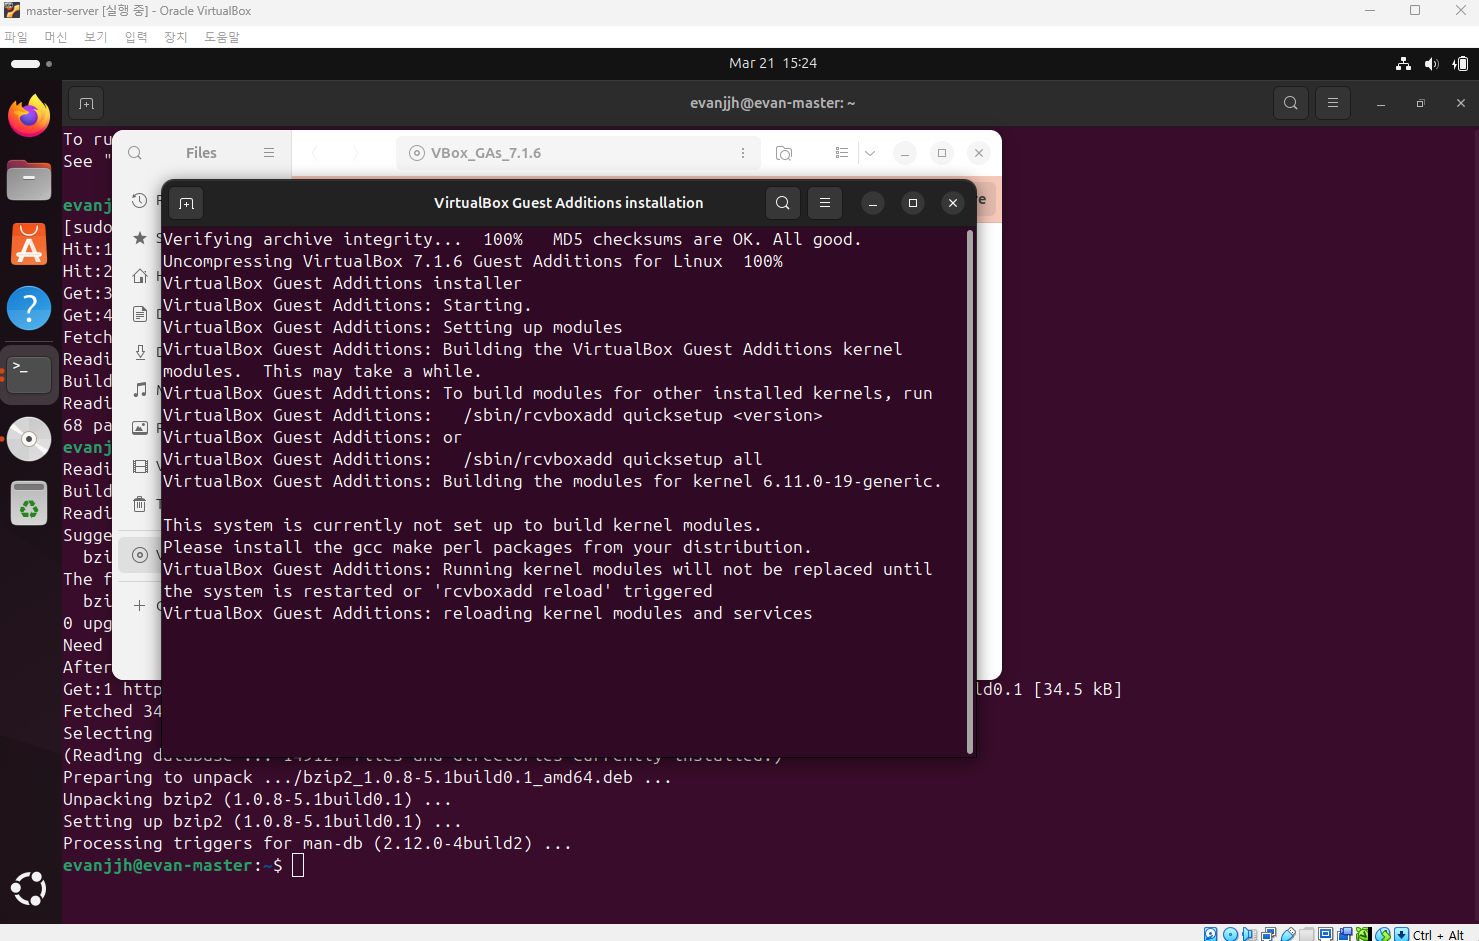 master-server [실행 중] - Oracle VirtualBox
파일 머신 보기 입력 장치 도움말
Mar 21 15:24
evanjjh@evan-master: ~
To ru
See "
Files
VBox_GAs_7.1.6
VirtualBox Guest Additions installation
Verifying archive integrity... 100% MD5 checksums are OK. All good.
Uncompressing VirtualBox 7.1.6 Guest Additions for Linux 100%
VirtualBox Guest Additions installer
VirtualBox Guest Additions: Starting.
VirtualBox Guest Additions: Setting up modules
VirtualBox Guest Additions: Building the VirtualBox Guest Additions kernel
modules. This may take a while.
VirtualBox Guest Additions: To build modules for other installed kernels, run
VirtualBox Guest Additions: /sbin/rcvboxadd quicksetup <version>
VirtualBox Guest Additions: or
VirtualBox Guest Additions: /sbin/rcvboxadd quicksetup all
VirtualBox Guest Additions: Building the modules for kernel 6.11.0-19-generic.
This system is currently not set up to build kernel modules.
Please install the gcc make perl packages from your distribution.
VirtualBox Guest Additions: Running kernel modules will not be replaced until
the system is restarted or 'rcvboxadd reload' triggered
VirtualBox Guest Additions: reloading kernel modules and services
evanj
[sudo
Hit:1
Hit:2
Get:3
Get:4
Fetch
Readi
Build
Readi
68 pa
evanj
Readi
Build
Readi
Sugge
bzi
The f
bzi
0 upg
Need
After
Get:1 http ld0.1 [34.5 kB]
Fetched 34
Selecting
(Reading database ... 149127 files and directories currently installed.)
Preparing to unpack .../bzip2_1.0.8-5.1build0.1_amd64.deb ...
Unpacking bzip2 (1.0.8-5.1build0.1) ...
Setting up bzip2 (1.0.8-5.1build0.1) ...
Processing triggers for man-db (2.12.0-4build2) ...
evanjjh@evan-master:~$
Ctrl + Alt